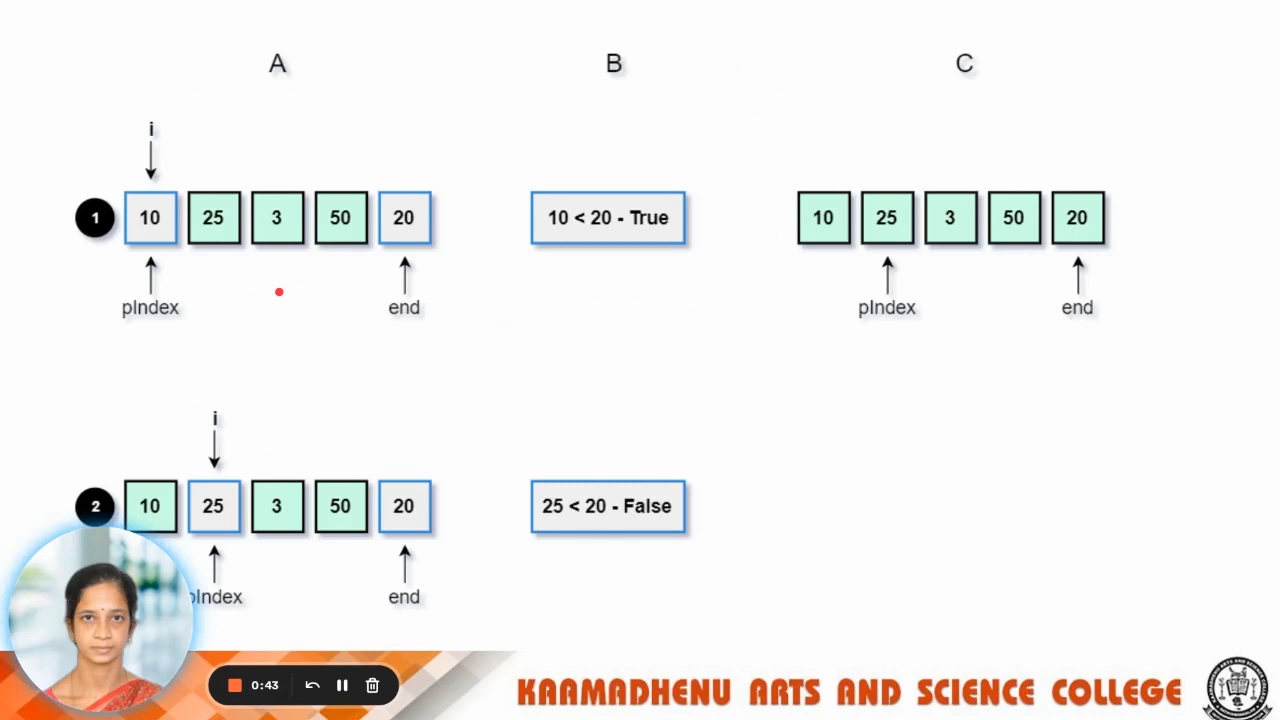 A B C
i
1 10 25 3 50 20 10 < 20 - True 10 25 3 50 20
pIndex end pIndex end
i
2 10 25 3 50 20 25 < 20 - False
pIndex end
0:43
KAAMADHENU ARTS AND SCIENCE COLLEGE